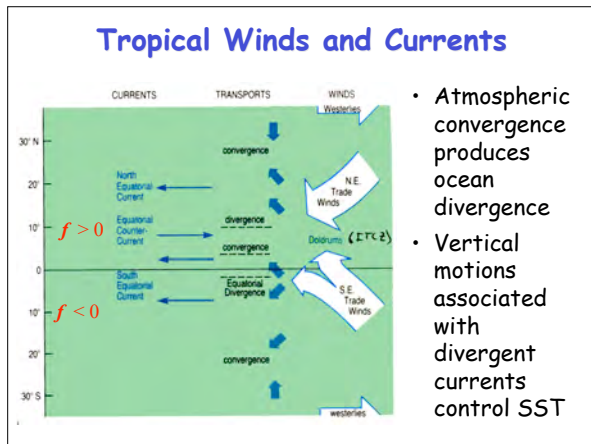 Tropical Winds and Currents
CURRENTS TRANSPORTS WINDS
Westerlies
30° N
convergence
North
Equatorial
Current
20'
N.E.
Trade
Winds
10'
f > 0
Equatorial
Counter-
Current
divergence
convergence
Doldrums (ITCZ)
0
South
Equatorial
Current
Equatorial
Divergence
S.E.
Trade
Winds
10'
f < 0
20'
convergence
30° S
westerlies
• Atmospheric
convergence
produces
ocean
divergence
• Vertical
motions
associated
with
divergent
currents
control SST